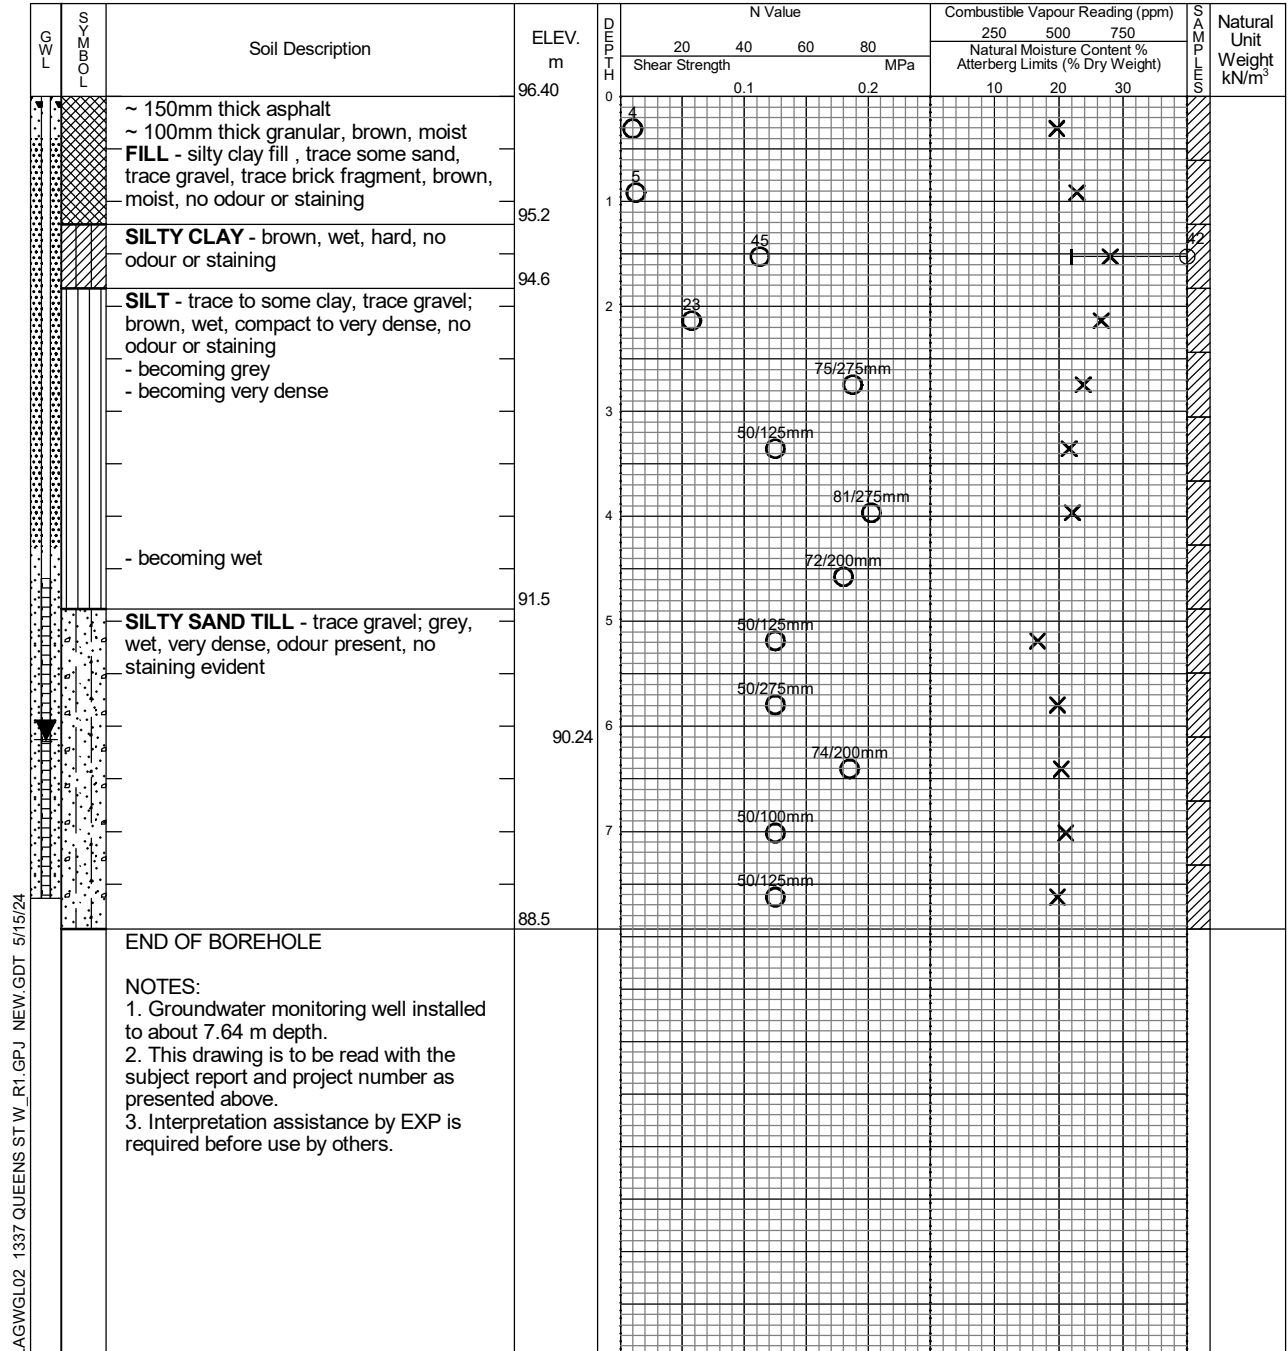 GWL
SYMBOL
Soil Description
ELEV.
m
DEPTH
N Value
20 40 60 80
Shear Strength MPa
0.1 0.2
Combustible Vapour Reading (ppm)
250 500 750
Natural Moisture Content %
Atterberg Limits (% Dry Weight)
10 20 30
SAMPLES
Natural
Unit
Weight
kN/m³
96.40
0
~ 150mm thick asphalt
~ 100mm thick granular, brown, moist
FILL - silty clay fill , trace some sand,
trace gravel, trace brick fragment, brown,
moist, no odour or staining
4
5
1
95.2
SILTY CLAY - brown, wet, hard, no
odour or staining
45
42
94.6
SILT - trace to some clay, trace gravel;
brown, wet, compact to very dense, no
odour or staining
- becoming grey
- becoming very dense
2
23
75/275mm
3
50/125mm
81/275mm
4
- becoming wet
72/200mm
91.5
SILTY SAND TILL - trace gravel; grey,
wet, very dense, odour present, no
staining evident
5
50/125mm
50/275mm
6
90.24
74/200mm
50/100mm
7
50/125mm
88.5
END OF BOREHOLE
NOTES:
1. Groundwater monitoring well installed
to about 7.64 m depth.
2. This drawing is to be read with the
subject report and project number as
presented above.
3. Interpretation assistance by EXP is
required before use by others.
AGWGL02 1337 QUEENS ST W_R1.GPJ NEW.GDT 5/15/24